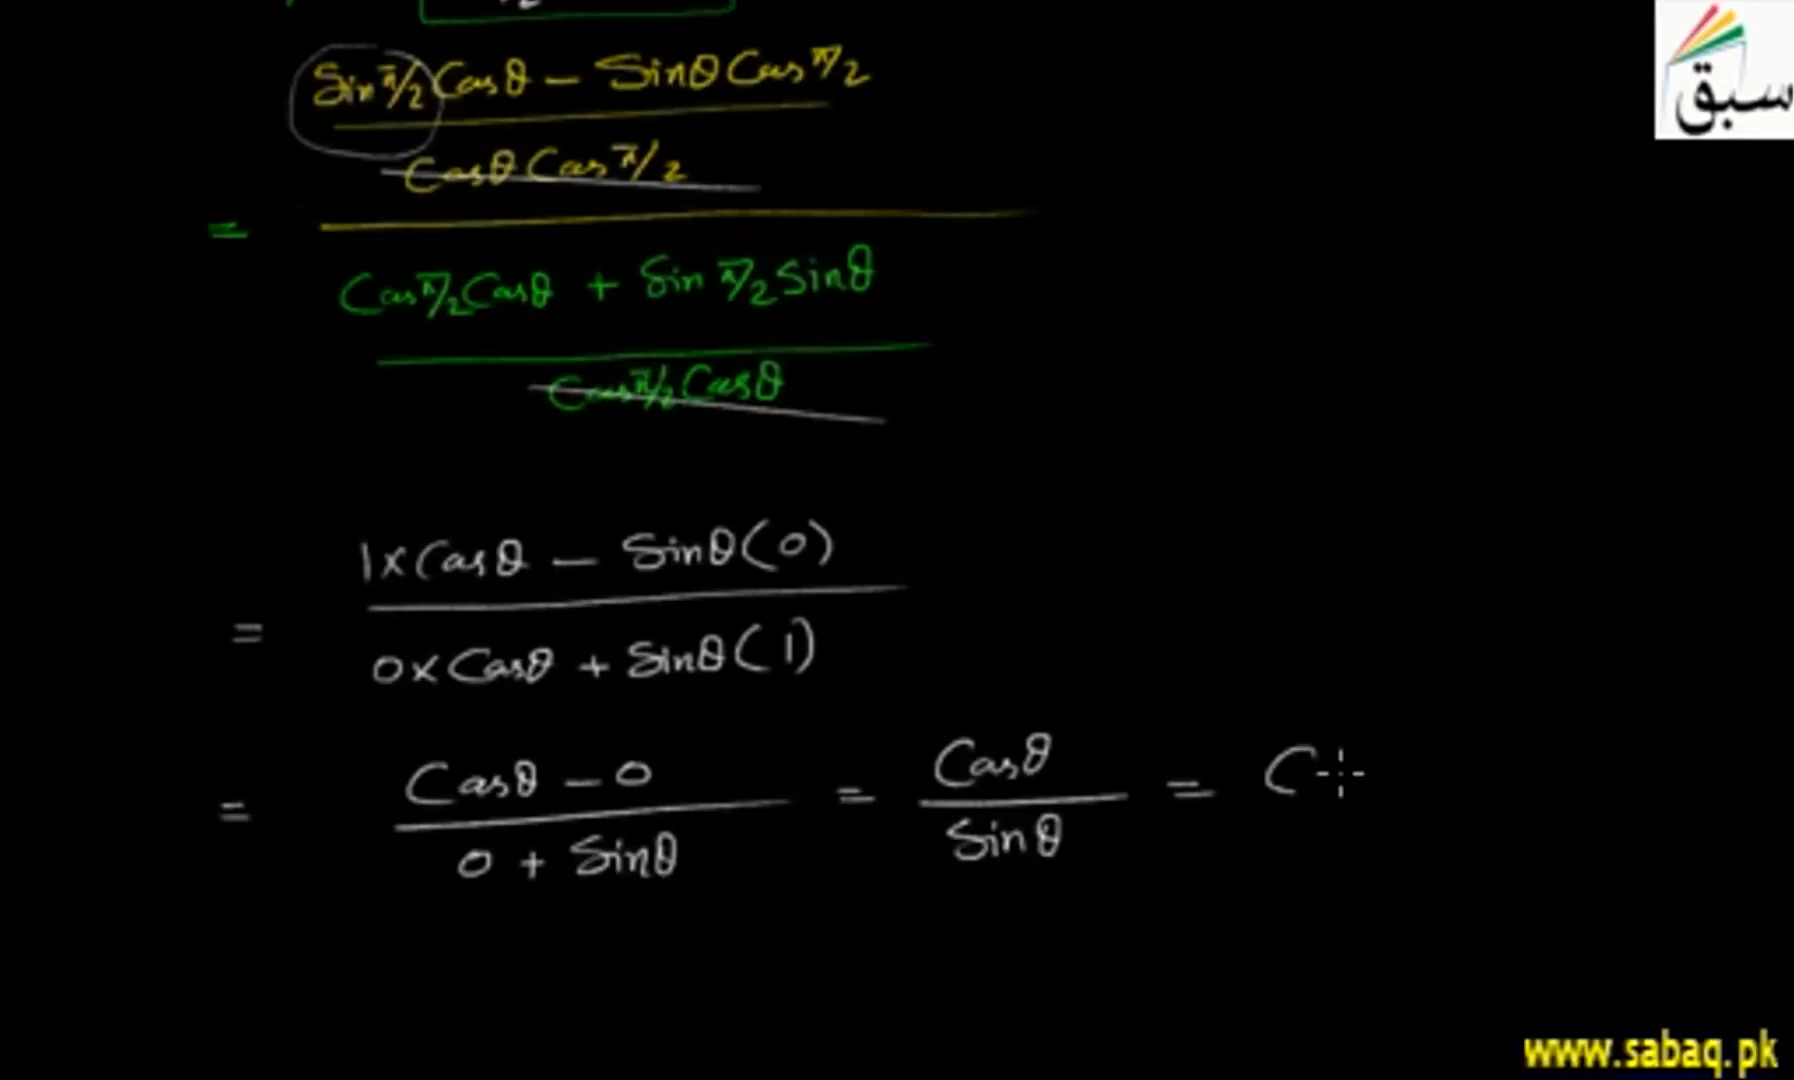 2
سبق
Sin π/2 Cos θ − Sin θ Cos π/2
Cos θ Cos π/2
=
Cos π/2 Cos θ + Sin π/2 Sin θ
Cos π/2 Cos θ
1 x Cos θ − Sin θ (0)
=
0 x Cos θ + Sin θ (1)
Cos θ − 0 = Cos θ = C
=
0 + Sin θ Sin θ
www.sabaq.pk